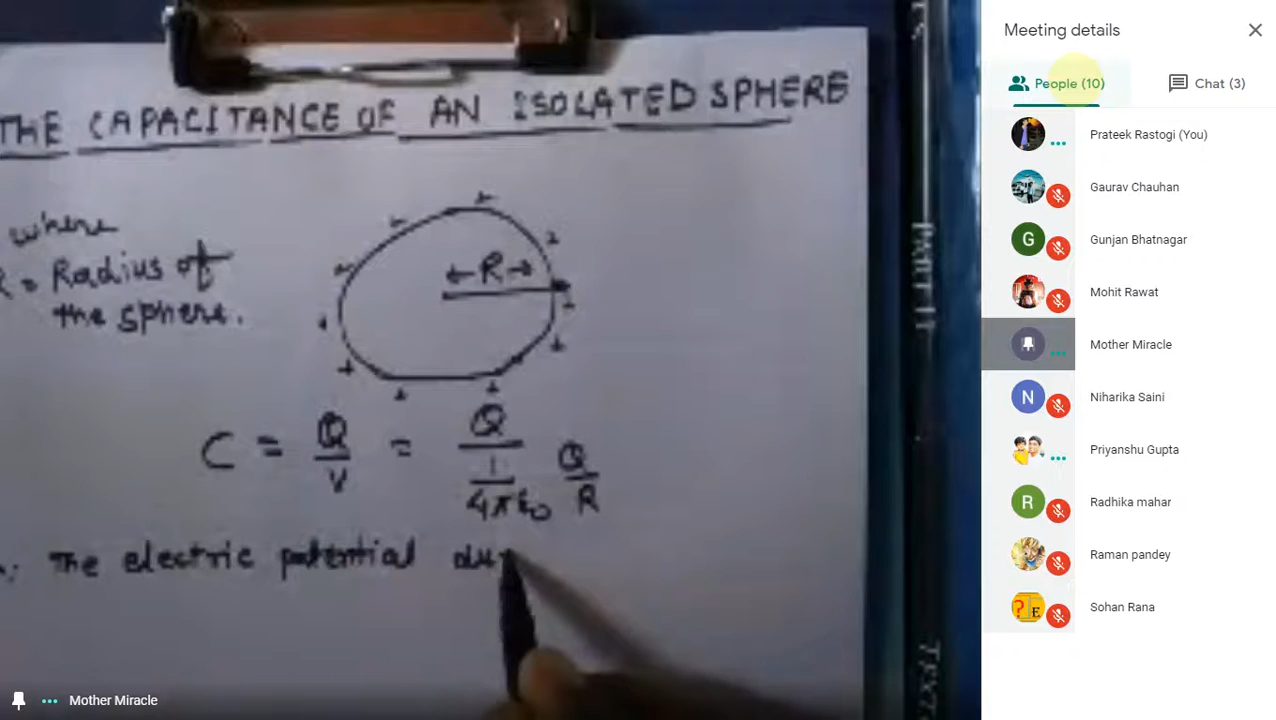 THE CAPACITANCE OF AN ISOLATED SPHERE
where
R = Radius of
the sphere.
+ + + + + + + + + + +
← R →
C = Q/V = Q / (1/4πε₀ Q/R)
∵ The electric potential du
Mother Miracle
Meeting details
People (10)
Chat (3)
Prateek Rastogi (You)
Gaurav Chauhan
G
Gunjan Bhatnagar
Mohit Rawat
Mother Miracle
N
Niharika Saini
Priyanshu Gupta
R
Radhika mahar
Raman pandey
? E
Sohan Rana